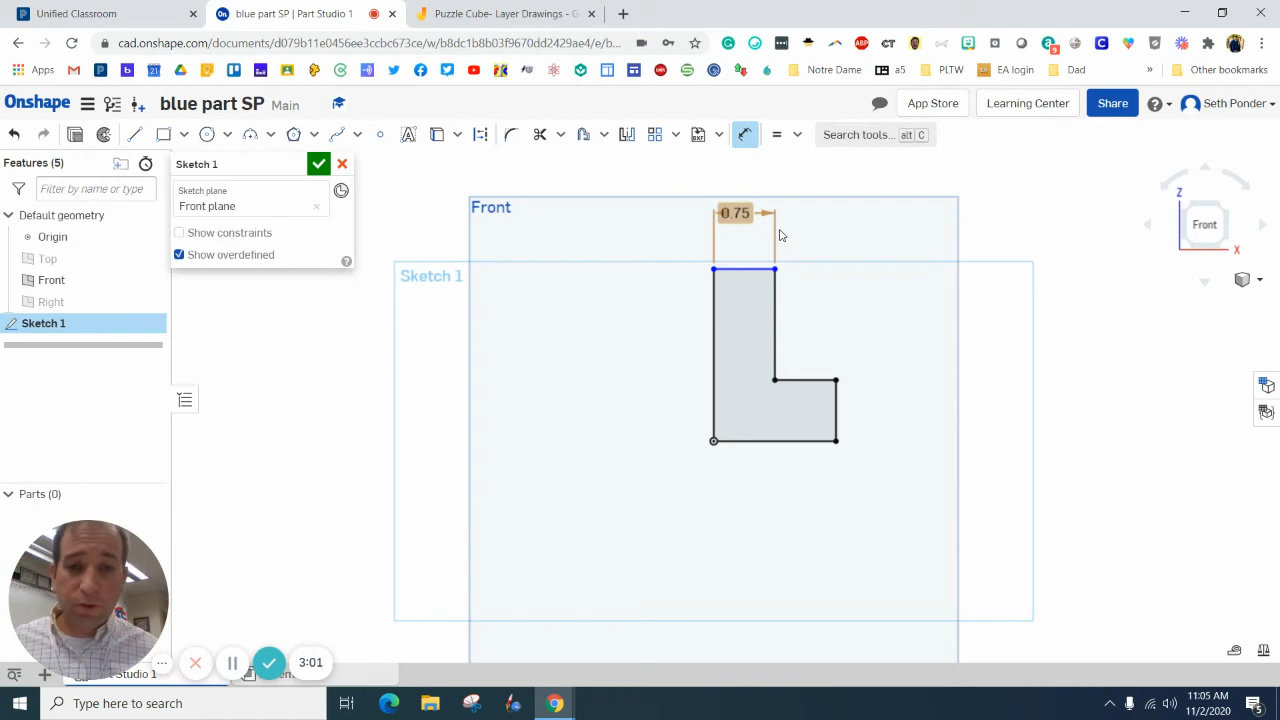 Unified Classroom
blue part SP | Part Studio 1
Puzzle Cube- Layer Drawings - G
cad.onshape.com/document/d079b11e0456ee3ccbc673ce/w/
Apps
Notre Dame
a5
PLTW
EA login
Dad
»
Other bookmarks
Onshape
blue part SP Main
App Store
Learning Center
Share
Seth Ponder
Search tools... alt C
Features (5)
Filter by name or type
Default geometry
Origin
Top
Front
Right
Sketch 1
Parts (0)
Sketch 1
Sketch plane
Front plane
Show constraints
Show overdefined
Front
0.75
Sketch 1
Z
Front
X
3:01
Studio 1
Type here to search
11:05 AM
11/2/2020
5